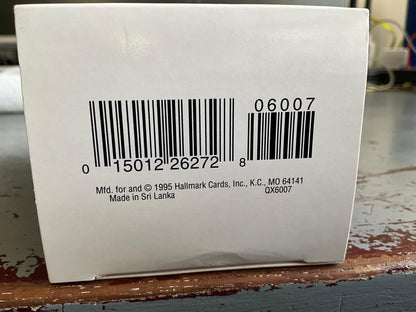 06007
0 15012 26272 8
Mfd. for and © 1995 Hallmark Cards, Inc., K.C., MO 64141
Made in Sri Lanka QX6007